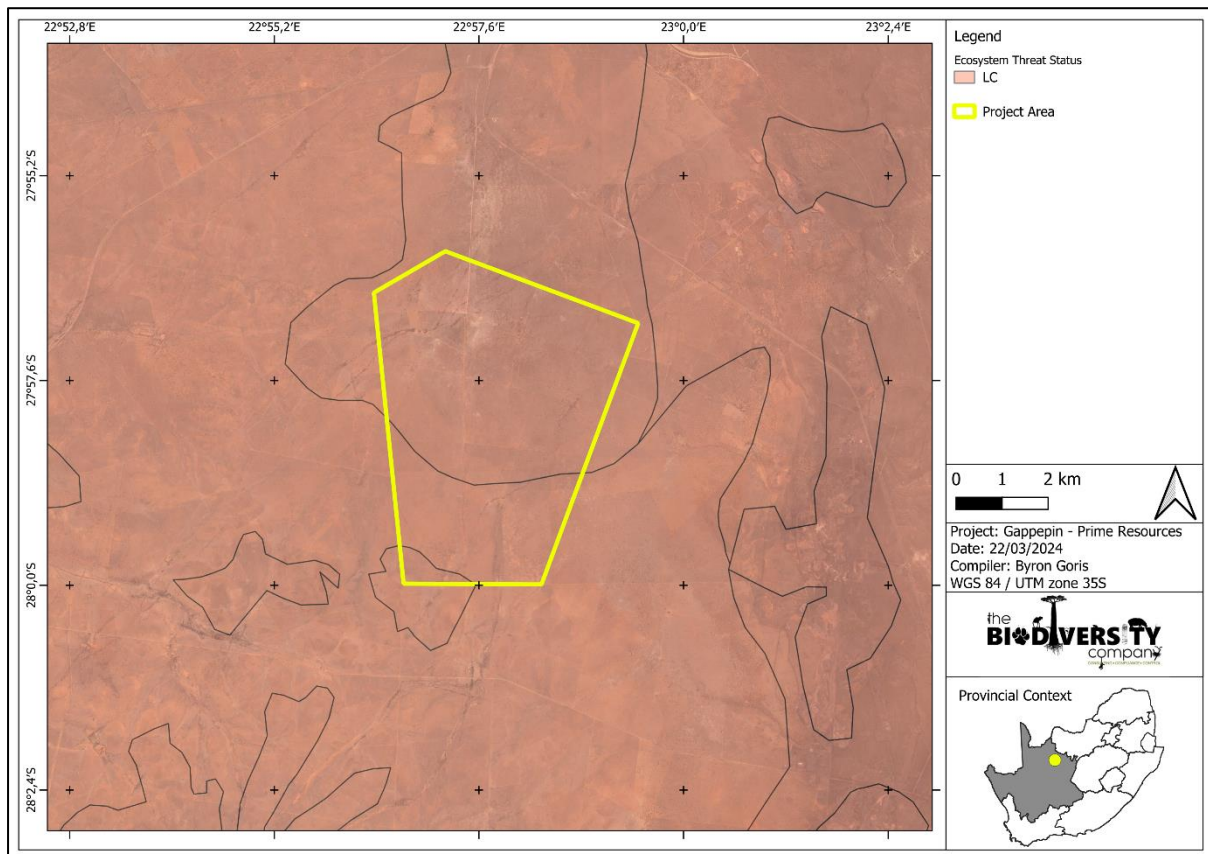 22°52,8'E 22°55,2'E 22°57,6'E 23°0,0'E 23°2,4'E
27°55,2'S
27°57,6'S
28°0,0'S
28°2,4'S
Legend
Ecosystem Threat Status
LC
Project Area
0 1 2 km
Project: Gappepin - Prime Resources
Date: 22/03/2024
Compiler: Byron Goris
WGS 84 / UTM zone 35S
the
BIODIVERSITY
company
Provincial Context